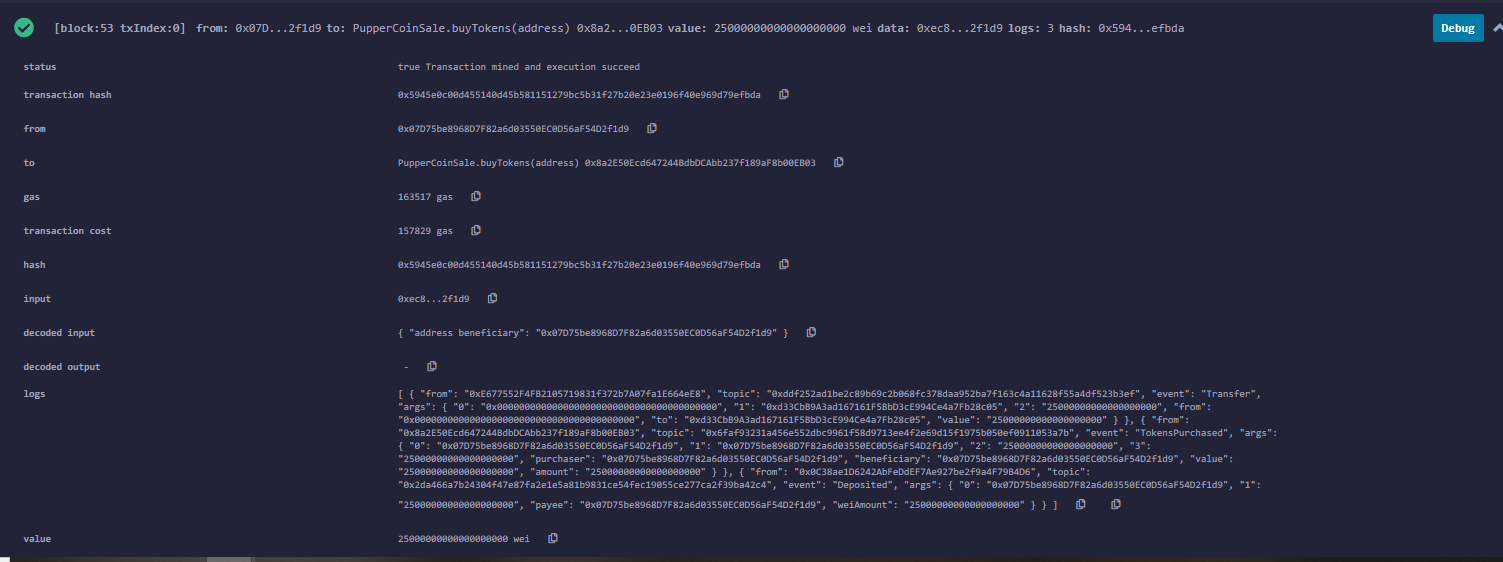 [block:53 txIndex:0] from: 0x07D...2f1d9 to: PupperCoinSale.buyTokens(address) 0x8a2...0EB03 value: 25000000000000000000 wei data: 0xec8...2f1d9 logs: 3 hash: 0x594...efbda
Debug
status true Transaction mined and execution succeed
transaction hash 0x5945e0c00d455140d45b581151279bc5b31f27b20e23e0196f40e969d79efbda
from 0x07D75be8968D7F82a6d03550EC0D56aF54D2f1d9
to PupperCoinSale.buyTokens(address) 0x8a2E50Ecd647244BdbDCAbb237f189aF8b00EB03
gas 163517 gas
transaction cost 157829 gas
hash 0x5945e0c00d455140d45b581151279bc5b31f27b20e23e0196f40e969d79efbda
input 0xec8...2f1d9
decoded input { "address beneficiary": "0x07D75be8968D7F82a6d03550EC0D56aF54D2f1d9" }
decoded output -
logs [ { "from": "0xE677552F4FB2105719831f372b7A07fa1E664eE8", "topic": "0xddf252ad1be2c89b69c2b068fc378daa952ba7f163c4a11628f55a4df523b3ef", "event": "Transfer",
"args": { "0": "0x0000000000000000000000000000000000000000", "1": "0xd33CbB9A3ad167161F5BbD3cE994Ce4a7Fb28c05", "2": "25000000000000000000", "from":
"0x0000000000000000000000000000000000000000", "to": "0xd33CbB9A3ad167161F5BbD3cE994Ce4a7Fb28c05", "value": "25000000000000000000" } }, { "from":
"0x8a2E50Ecd647244BdbDCAbb237f189aF8b00EB03", "topic": "0x6faf93231a456e552dbc9961f58d9713ee4f2e69d15f1975b050ef0911053a7b", "event": "TokensPurchased", "args":
{ "0": "0x07D75be8968D7F82a6d03550EC0D56aF54D2f1d9", "1": "0x07D75be8968D7F82a6d03550EC0D56aF54D2f1d9", "2": "25000000000000000000", "3":
"25000000000000000000", "purchaser": "0x07D75be8968D7F82a6d03550EC0D56aF54D2f1d9", "beneficiary": "0x07D75be8968D7F82a6d03550EC0D56aF54D2f1d9", "value":
"25000000000000000000", "amount": "25000000000000000000" } }, { "from": "0x0C38ae1D6242AbFeDdEF7Ae927be2f9a4F79B4D6", "topic":
"0x2da466a7b24304f47e87fa2e1e5a81b9831ce54fec19055ce277ca2f39ba42c4", "event": "Deposited", "args": { "0": "0x07D75be8968D7F82a6d03550EC0D56aF54D2f1d9", "1":
"25000000000000000000", "payee": "0x07D75be8968D7F82a6d03550EC0D56aF54D2f1d9", "weiAmount": "25000000000000000000" } } ]
value 25000000000000000000 wei